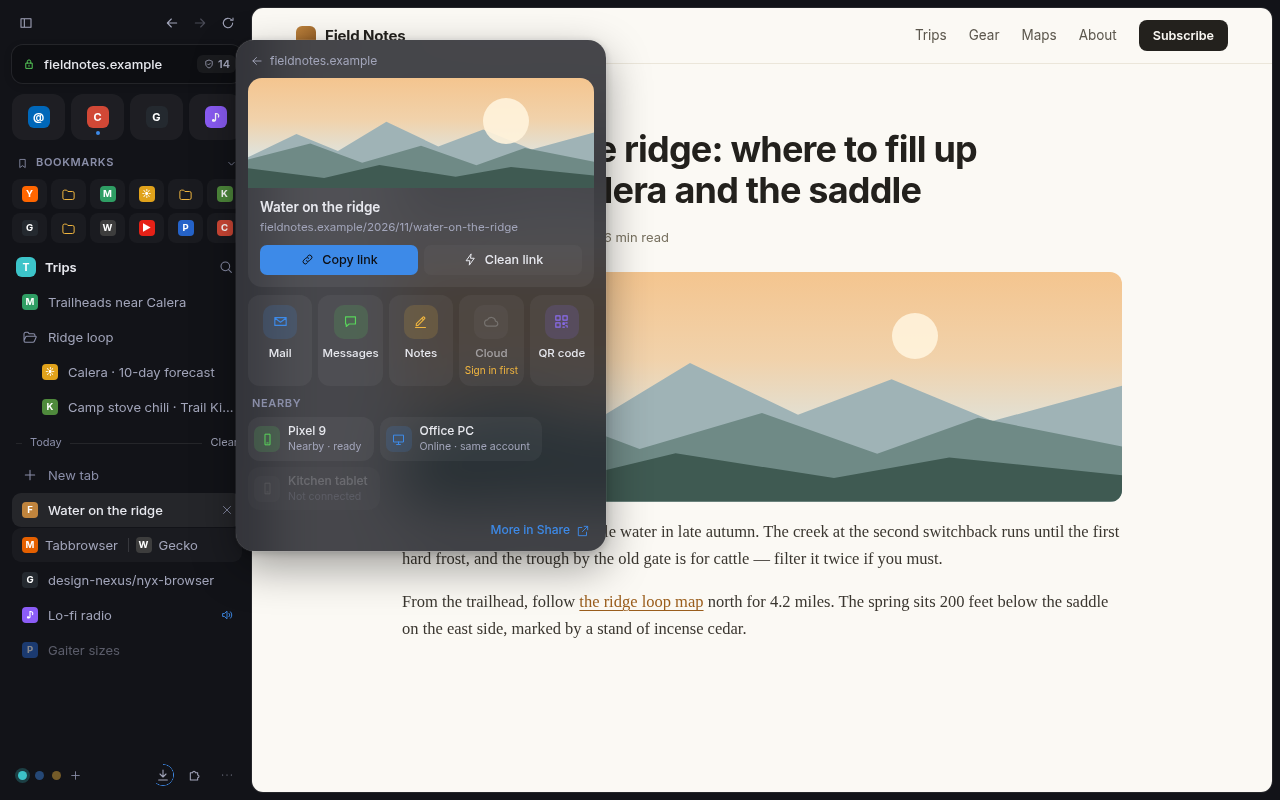 fieldnotes.example
14
@
C
G
BOOKMARKS
Y
M
K
G
W
P
C
T
Trips
M
Trailheads near Calera
Ridge loop
Calera · 10-day forecast
K
Camp stove chili · Trail Ki…
Today
Clear
New tab
F
Water on the ridge
M
Tabbrowser
W
Gecko
G
design-nexus/nyx-browser
Lo-fi radio
P
Gaiter sizes
fieldnotes.example
Water on the ridge
fieldnotes.example/2026/11/water-on-the-ridge
Copy link
Clean link
Mail
Messages
Notes
Cloud
Sign in first
QR code
NEARBY
Pixel 9
Nearby · ready
Office PC
Online · same account
Kitchen tablet
Not connected
More in Share
Field Notes
Trips
Gear
Maps
About
Subscribe
ridge: where to fill up
and the saddle
6 min read
water in late autumn. The creek at the second switchback runs until the first
hard frost, and the trough by the old gate is for cattle — filter it twice if you must.
From the trailhead, follow the ridge loop map north for 4.2 miles. The spring sits 200 feet below the saddle
on the east side, marked by a stand of incense cedar.